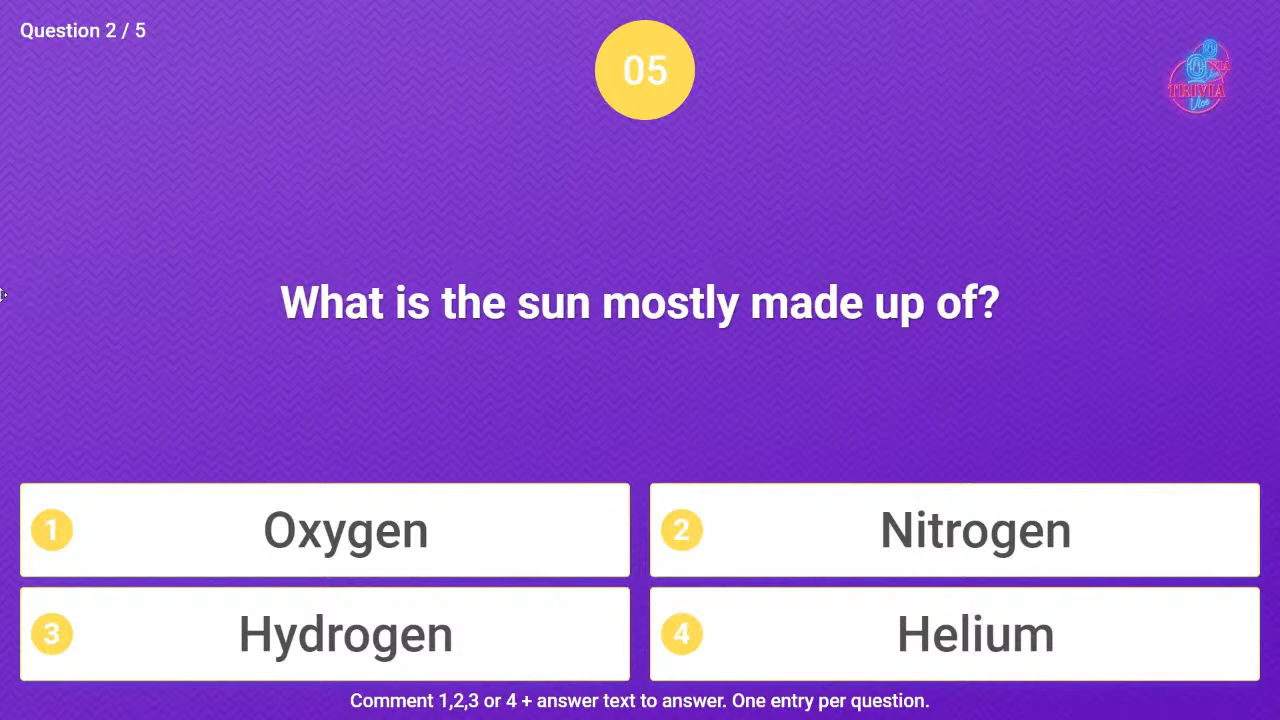 Question 2 / 5
05
TRIVIA
What is the sun mostly made up of?
1 Oxygen
2 Nitrogen
3 Hydrogen
4 Helium
Comment 1,2,3 or 4 + answer text to answer. One entry per question.